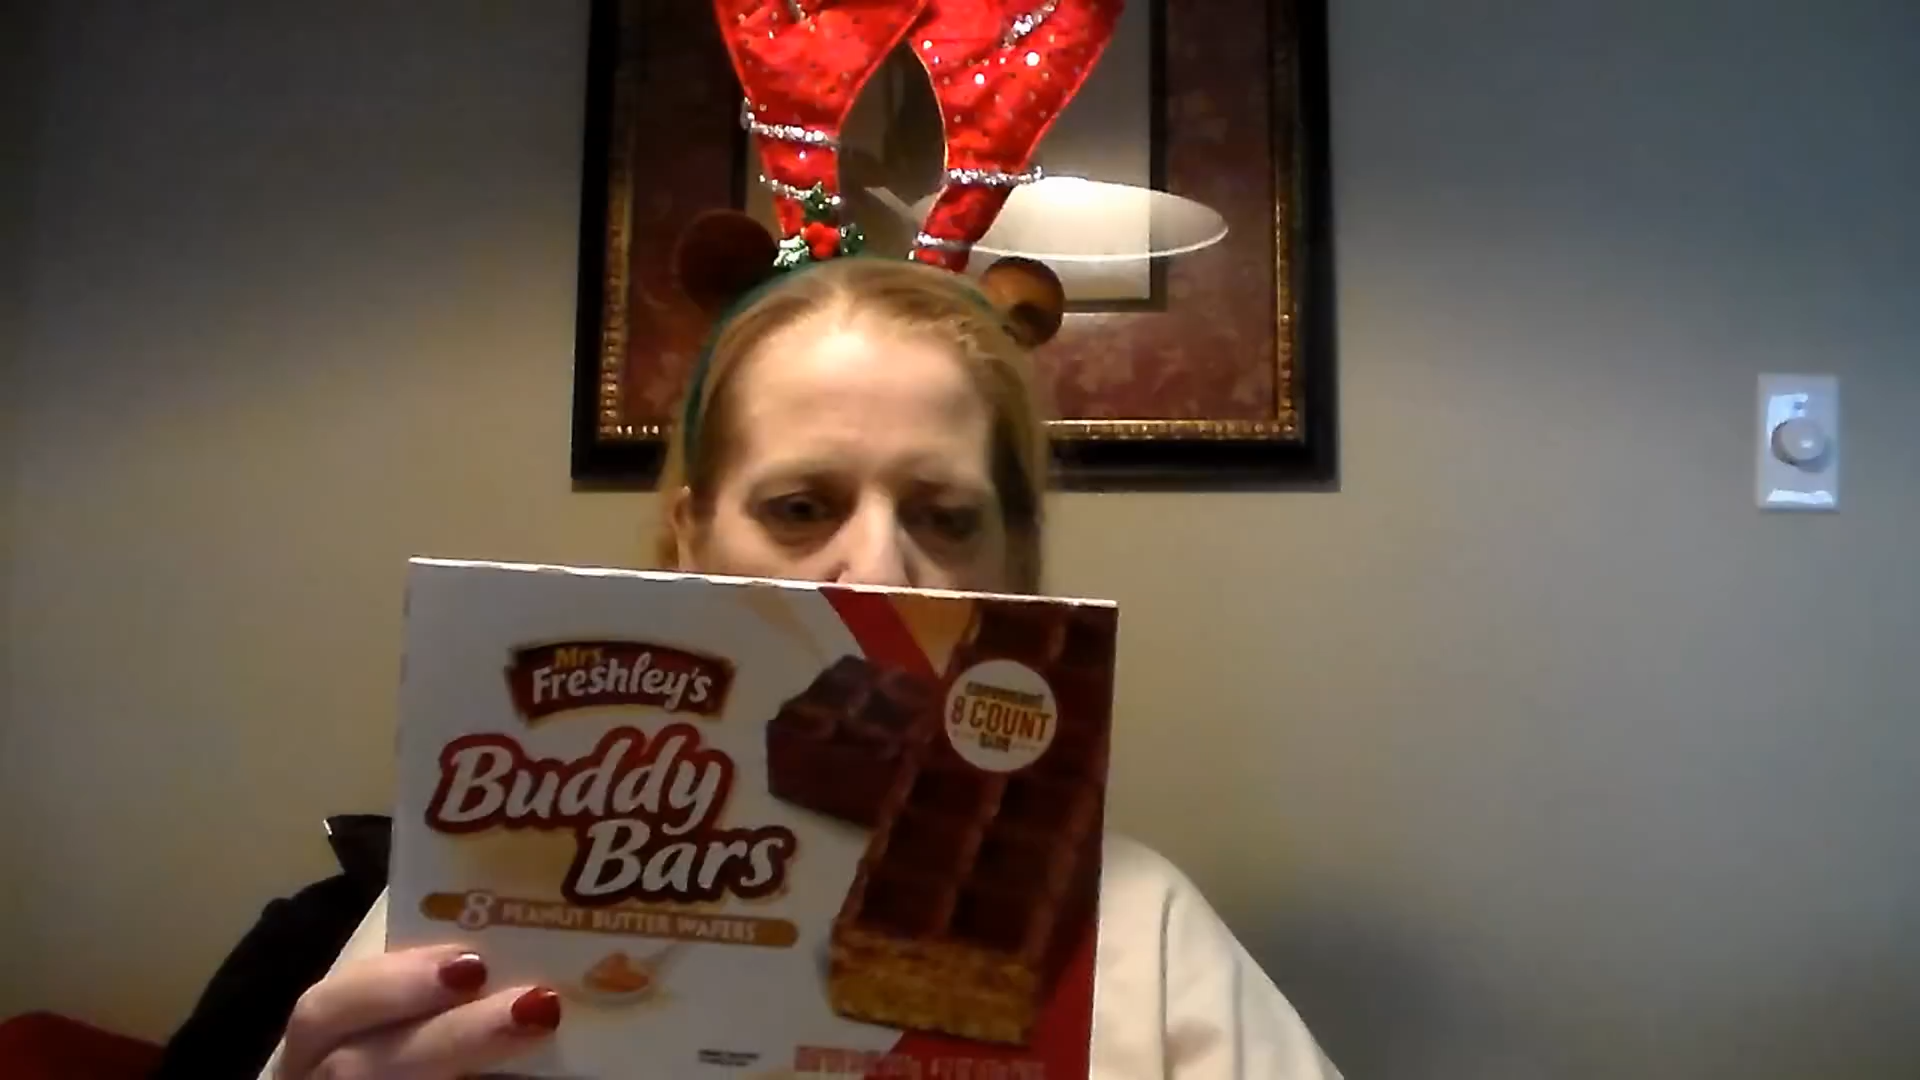 Mrs.
Freshley's
Buddy
Bars
8 PEANUT BUTTER WAFERS
8 COUNT